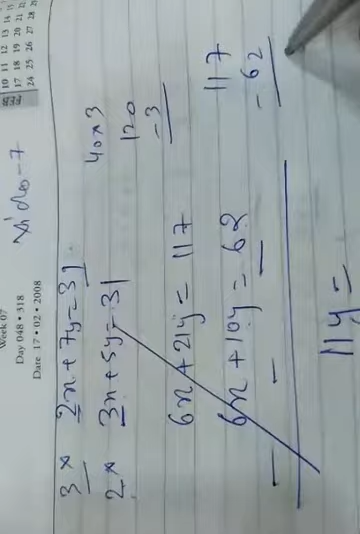 Week 07
Day 048 • 318
Date 17 • 02 • 2008
10 11 12 13 14
17 18 19 20 21
24 25 26 27 28
Video - 7
3 × 2x + 7y = 39
2 × 3x + 5y = 31
40 × 3
120
- 3
6x + 21y = 117
6x + 10y = 62
- - -
117
- 62
11y =